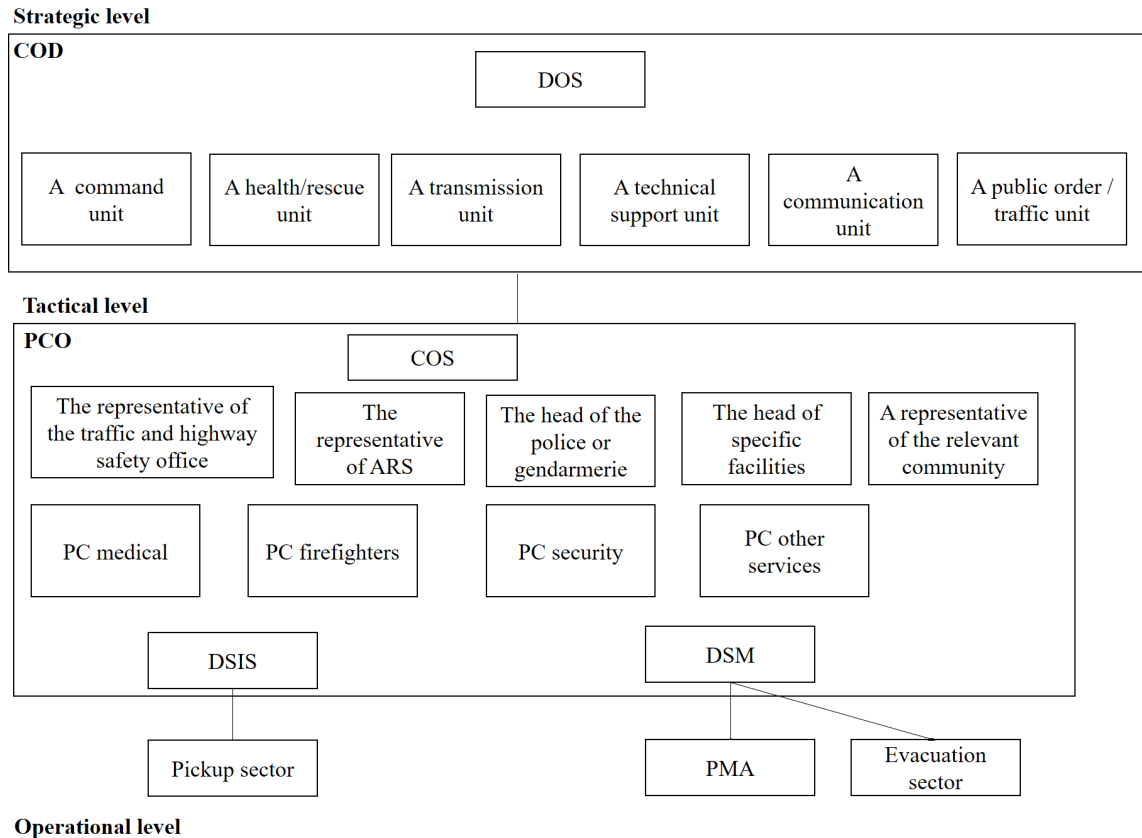 Strategic level
COD
DOS
A command
unit
A health/rescue
unit
A transmission
unit
A technical
support unit
A
communication
unit
A public order /
traffic unit
Tactical level
PCO
COS
The representative of
the traffic and highway
safety office
The
representative
of ARS
The head of the
police or
gendarmerie
The head of
specific
facilities
A representative
of the relevant
community
PC medical
PC firefighters
PC security
PC other
services
DSIS
DSM
Pickup sector
PMA
Evacuation
sector
Operational level